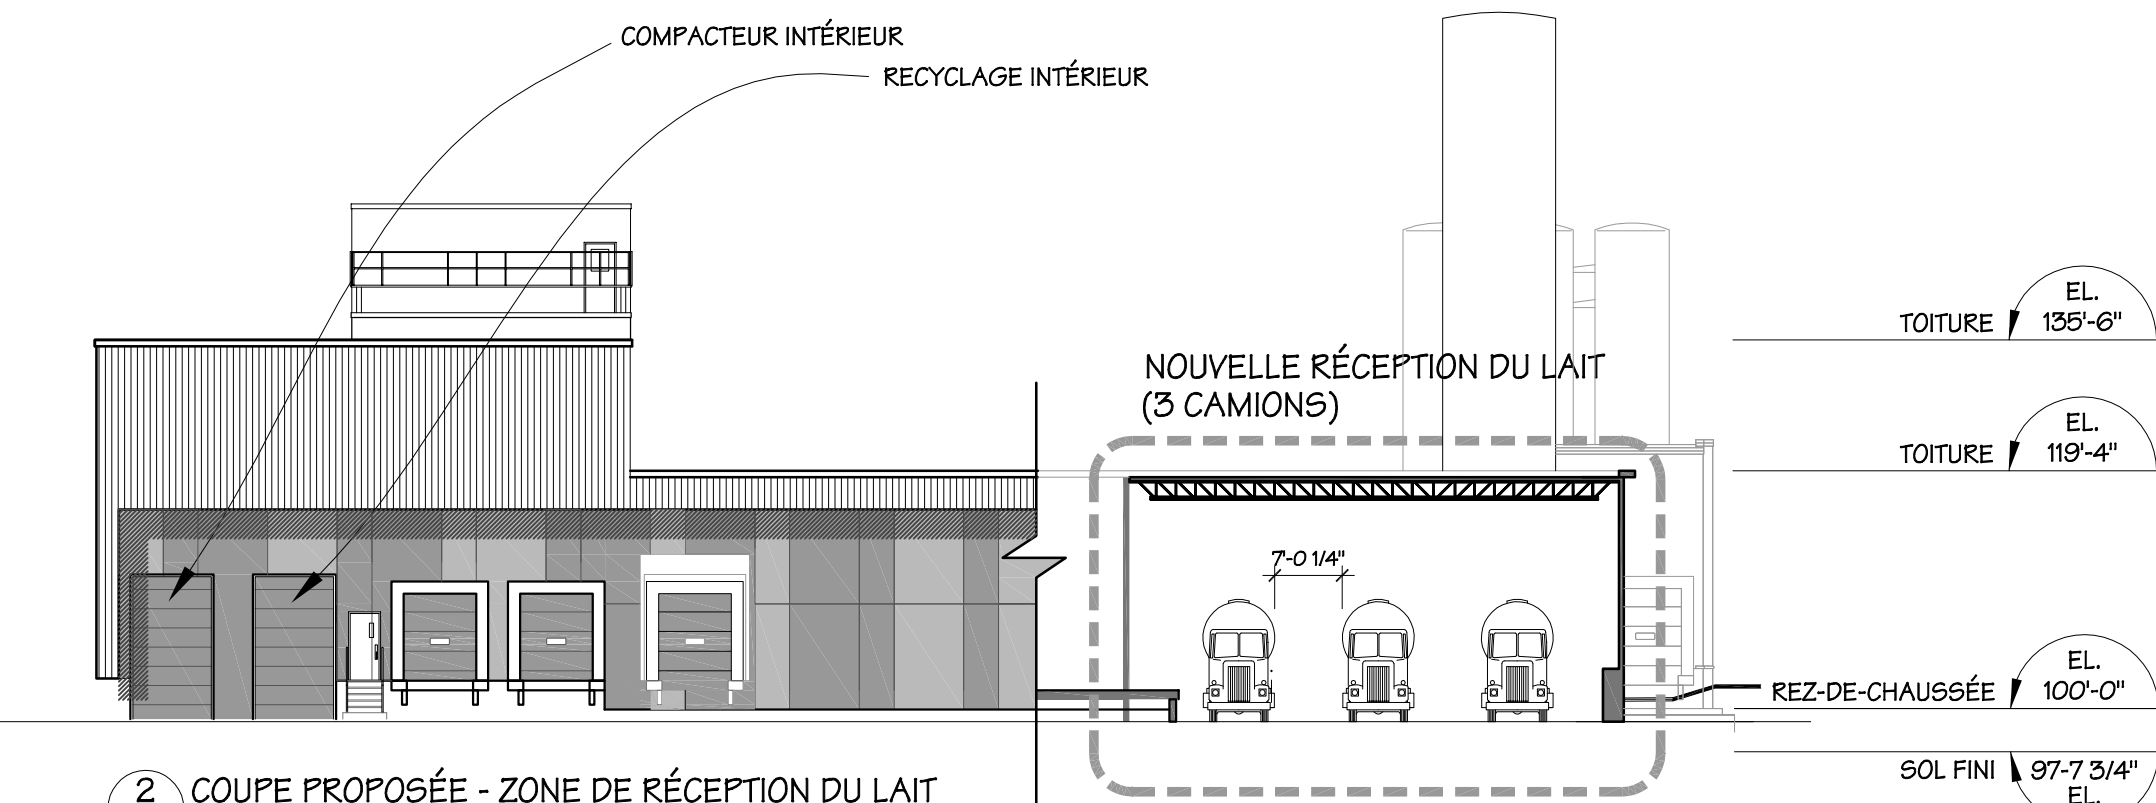 COMPACTEUR INTÉRIEUR
RECYCLAGE INTÉRIEUR
NOUVELLE RÉCEPTION DU LAIT
(3 CAMIONS)
7'-0 1/4"
TOITURE
EL.
135'-6"
TOITURE
EL.
119'-4"
REZ-DE-CHAUSSÉE
EL.
100'-0"
SOL FINI
97-7 3/4"
EL.
2
COUPE PROPOSÉE - ZONE DE RÉCEPTION DU LAIT